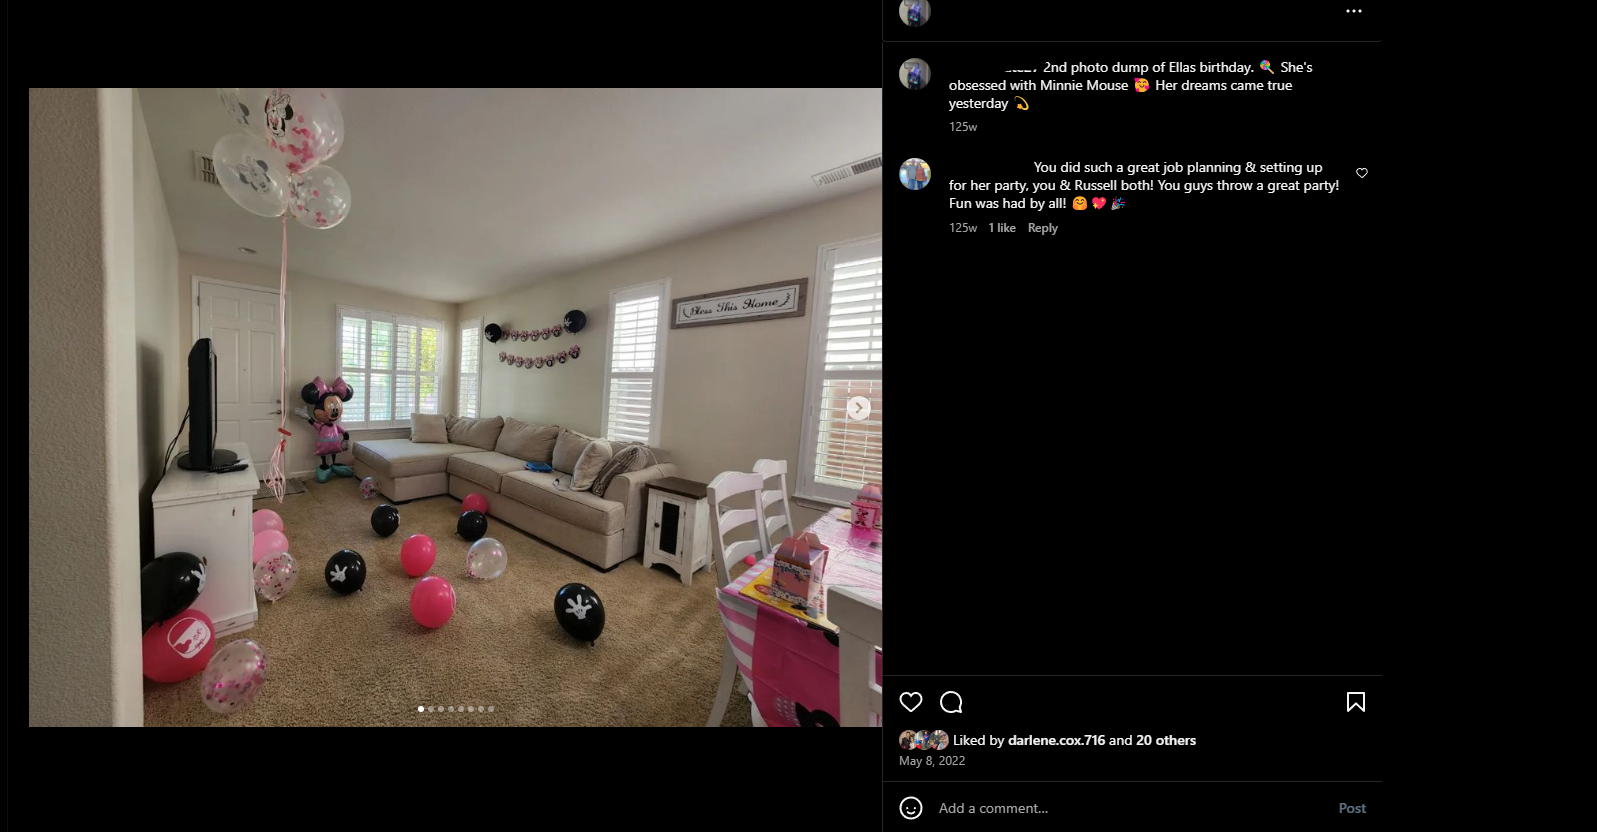 2nd photo dump of Ellas birthday. 🍭 She's
obsessed with Minnie Mouse 🥰 Her dreams came true
yesterday 💫
125w
You did such a great job planning & setting up
for her party, you & Russell both! You guys throw a great party!
Fun was had by all! 🤗 💖 🎉
125w 1 like Reply
Bless This Home
Liked by darlene.cox.716 and 20 others
May 8, 2022
Add a comment... Post